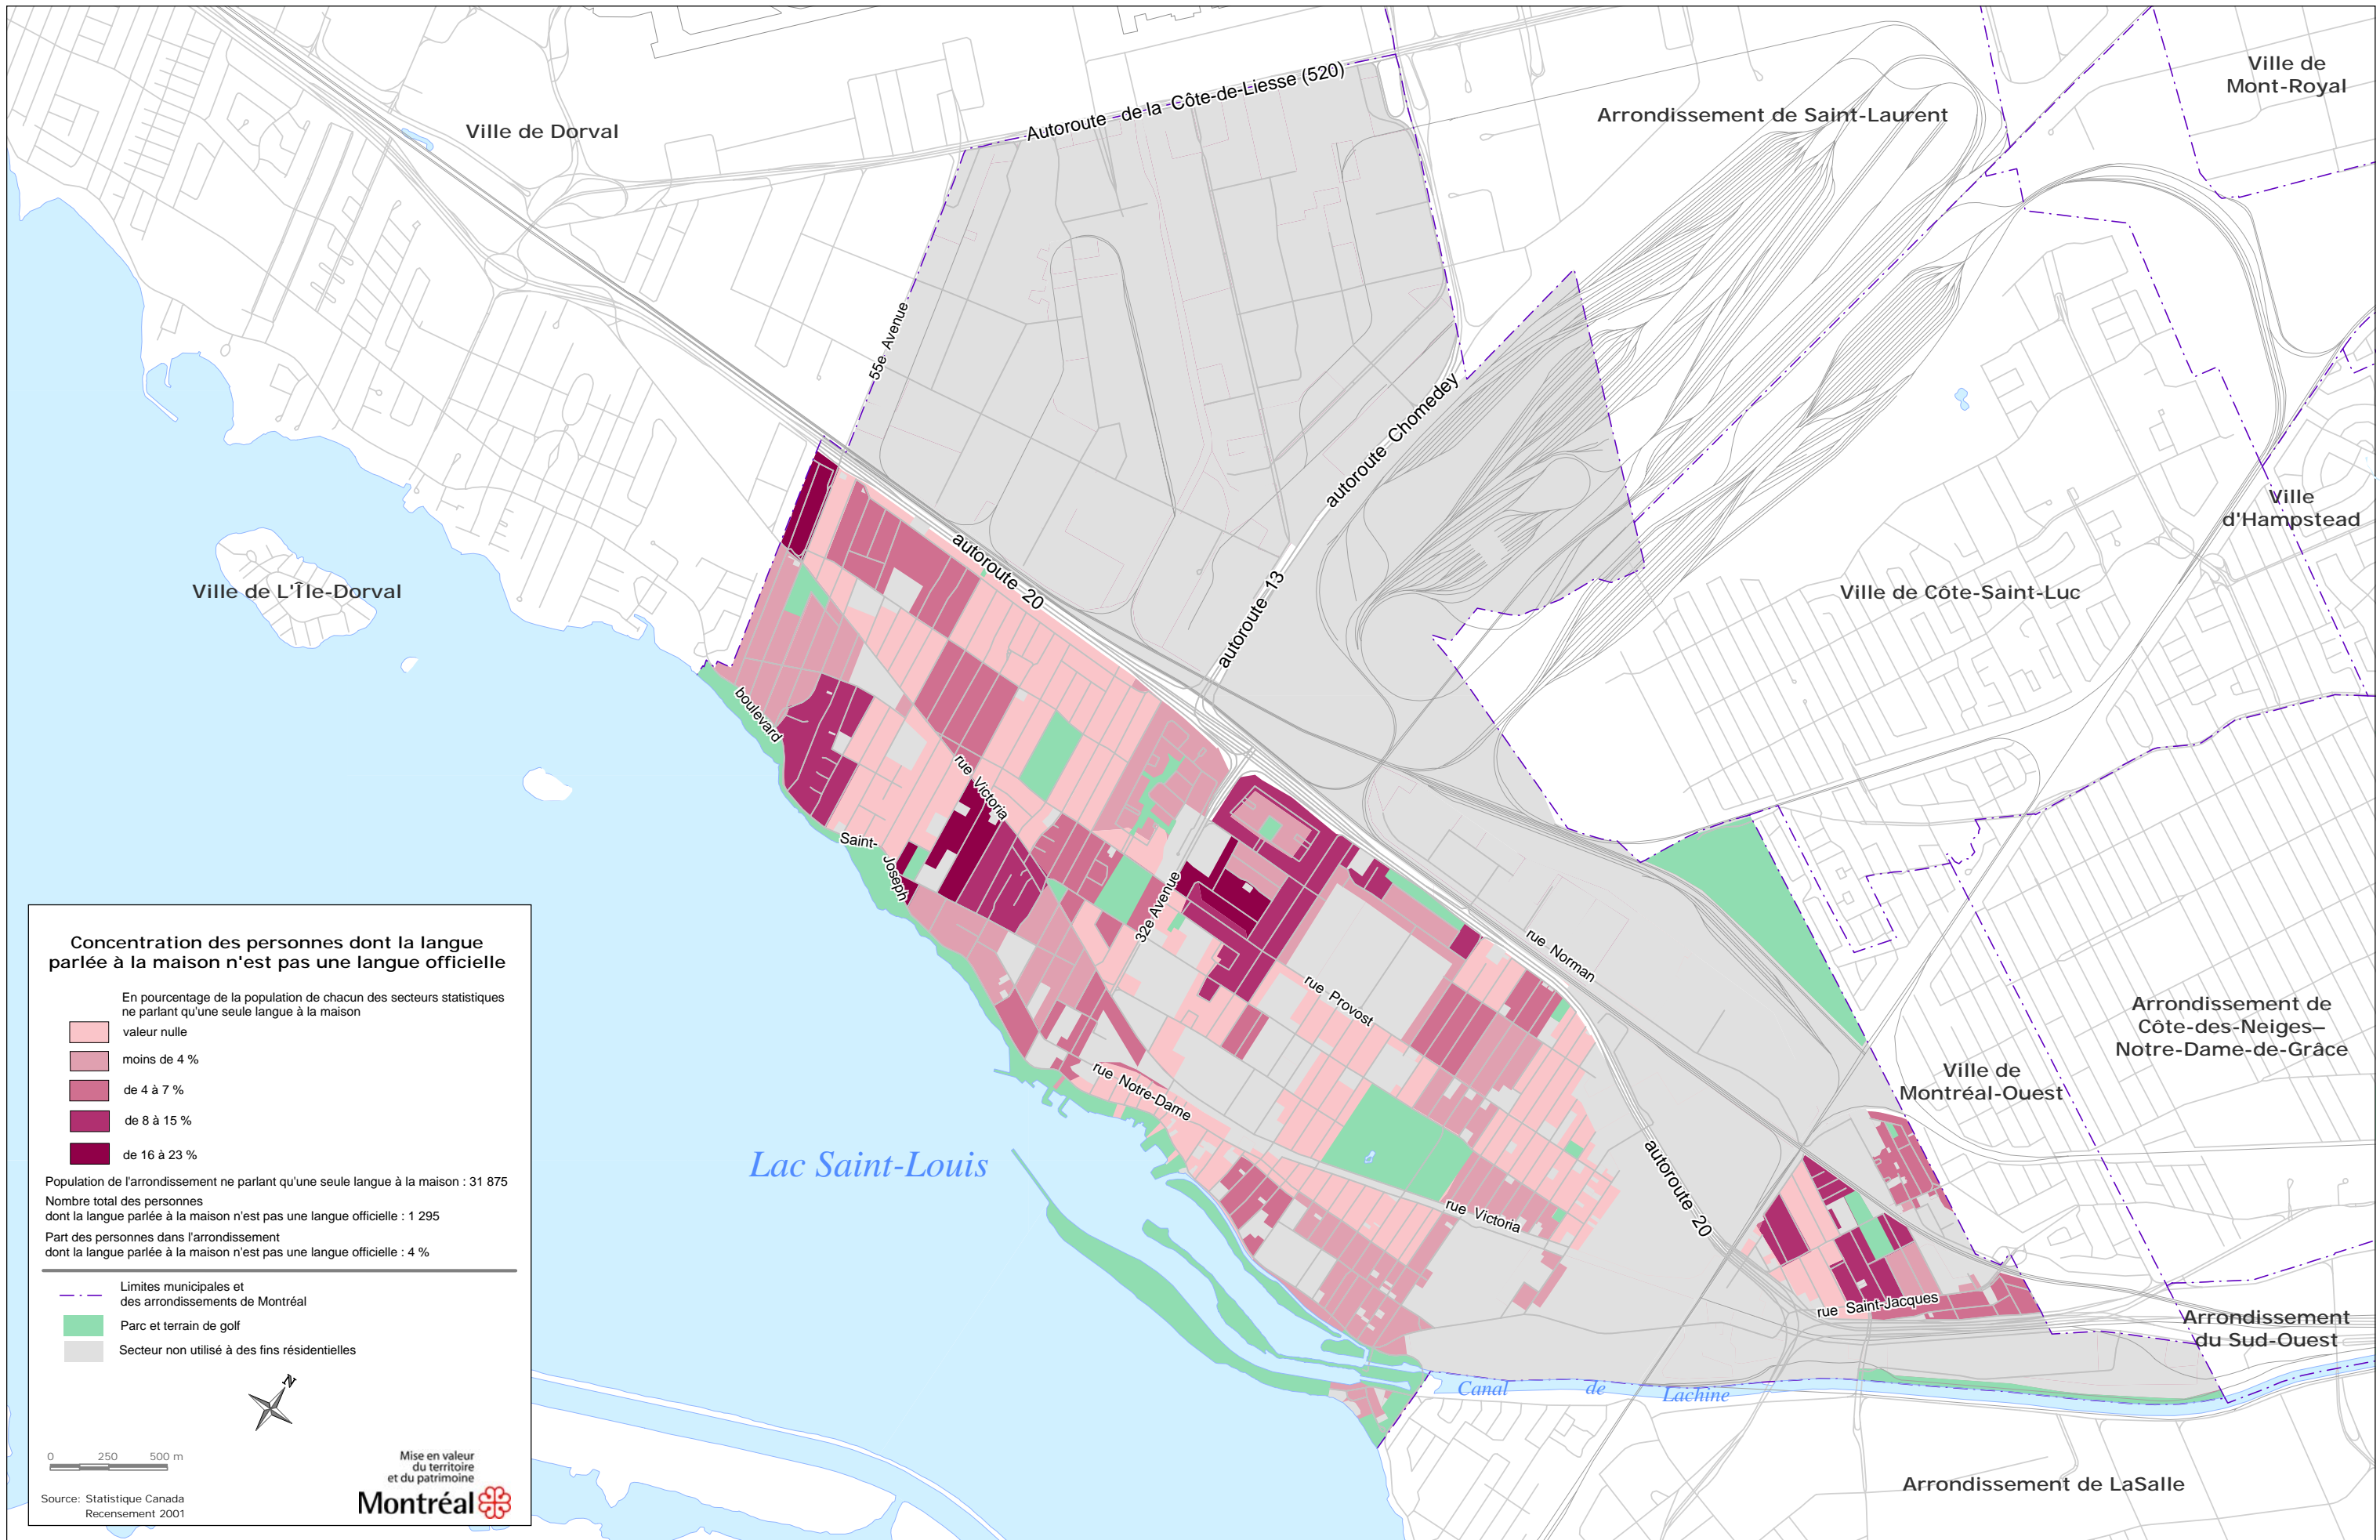 Ville de
Mont-Royal
Autoroute de la Côte-de-Liesse (520)
Arrondissement de Saint-Laurent
Ville de Dorval
55e Avenue
autoroute Chomedey
Ville
d'Hampstead
autoroute 20
autoroute 13
Ville de L'Île-Dorval
Ville de Côte-Saint-Luc
boulevard
Saint-
Joseph
rue Victoria
32e Avenue
rue Norman
rue Provost
Arrondissement de
Côte-des-Neiges–
Notre-Dame-de-Grâce
Ville de
Montréal-Ouest
rue Notre-Dame
Lac Saint-Louis
autoroute 20
rue Victoria
rue Saint-Jacques
Arrondissement
du Sud-Ouest
Canal de Lachine
Arrondissement de LaSalle
Concentration des personnes dont la langue
parlée à la maison n'est pas une langue officielle
En pourcentage de la population de chacun des secteurs statistiques
ne parlant qu'une seule langue à la maison
valeur nulle
moins de 4 %
de 4 à 7 %
de 8 à 15 %
de 16 à 23 %
Population de l'arrondissement ne parlant qu'une seule langue à la maison : 31 875
Nombre total des personnes
dont la langue parlée à la maison n'est pas une langue officielle : 1 295
Part des personnes dans l'arrondissement
dont la langue parlée à la maison n'est pas une langue officielle : 4 %
Limites municipales et
des arrondissements de Montréal
Parc et terrain de golf
Secteur non utilisé à des fins résidentielles
N
0 250 500 m
Mise en valeur
du territoire
et du patrimoine
Montréal
Source: Statistique Canada
Recensement 2001